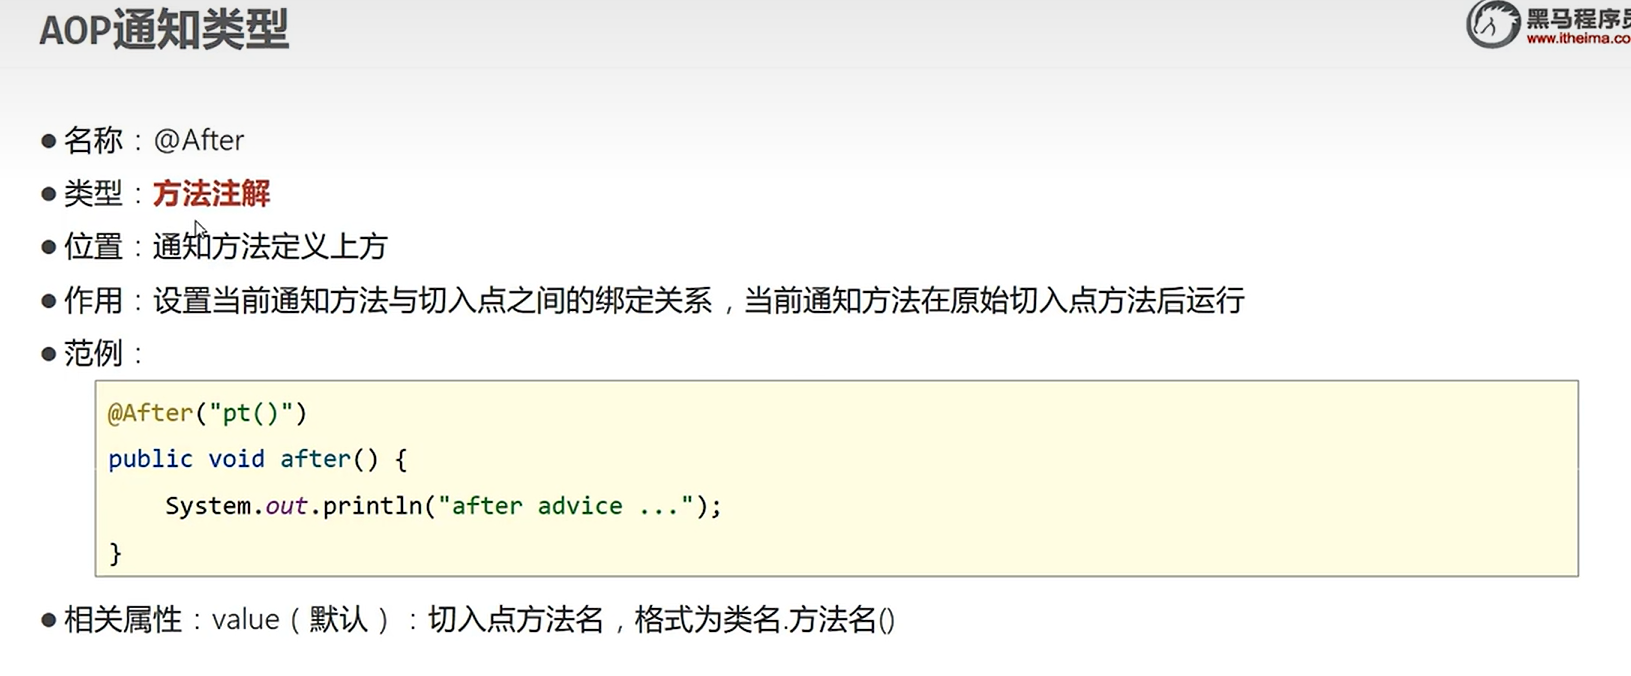 AOP通知类型
黑马程序员
www.itheima.co
● 名称：@After
● 类型：方法注解
● 位置：通知方法定义上方
● 作用：设置当前通知方法与切入点之间的绑定关系，当前通知方法在原始切入点方法后运行
● 范例：
@After("pt()")
public void after() {
    System.out.println("after advice ...");
}
● 相关属性：value（默认）：切入点方法名，格式为类名.方法名()